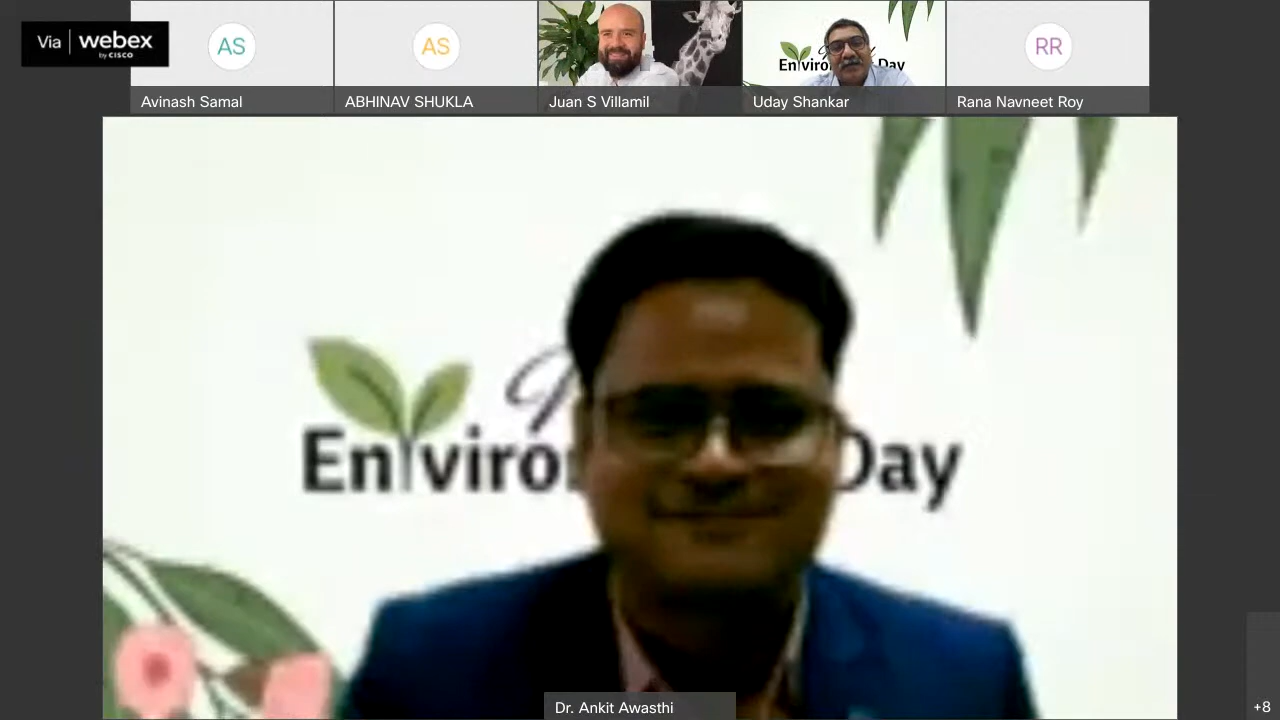 Via webex
by CISCO
AS
AS
Day
RR
Avinash Samal
ABHINAV SHUKLA
Juan S Villamil
Uday Shankar
Rana Navneet Roy
Day
Dr. Ankit Awasthi
+8